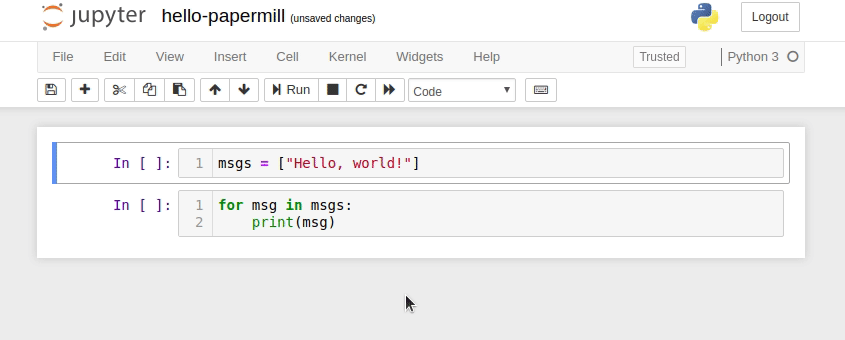 jupyter hello-papermill (unsaved changes) Logout
File Edit View Insert Cell Kernel Widgets Help Trusted Python 3
Run Code
In [ ]: 1 msgs = ["Hello, world!"]
In [ ]: 1 for msg in msgs:
2     print(msg)